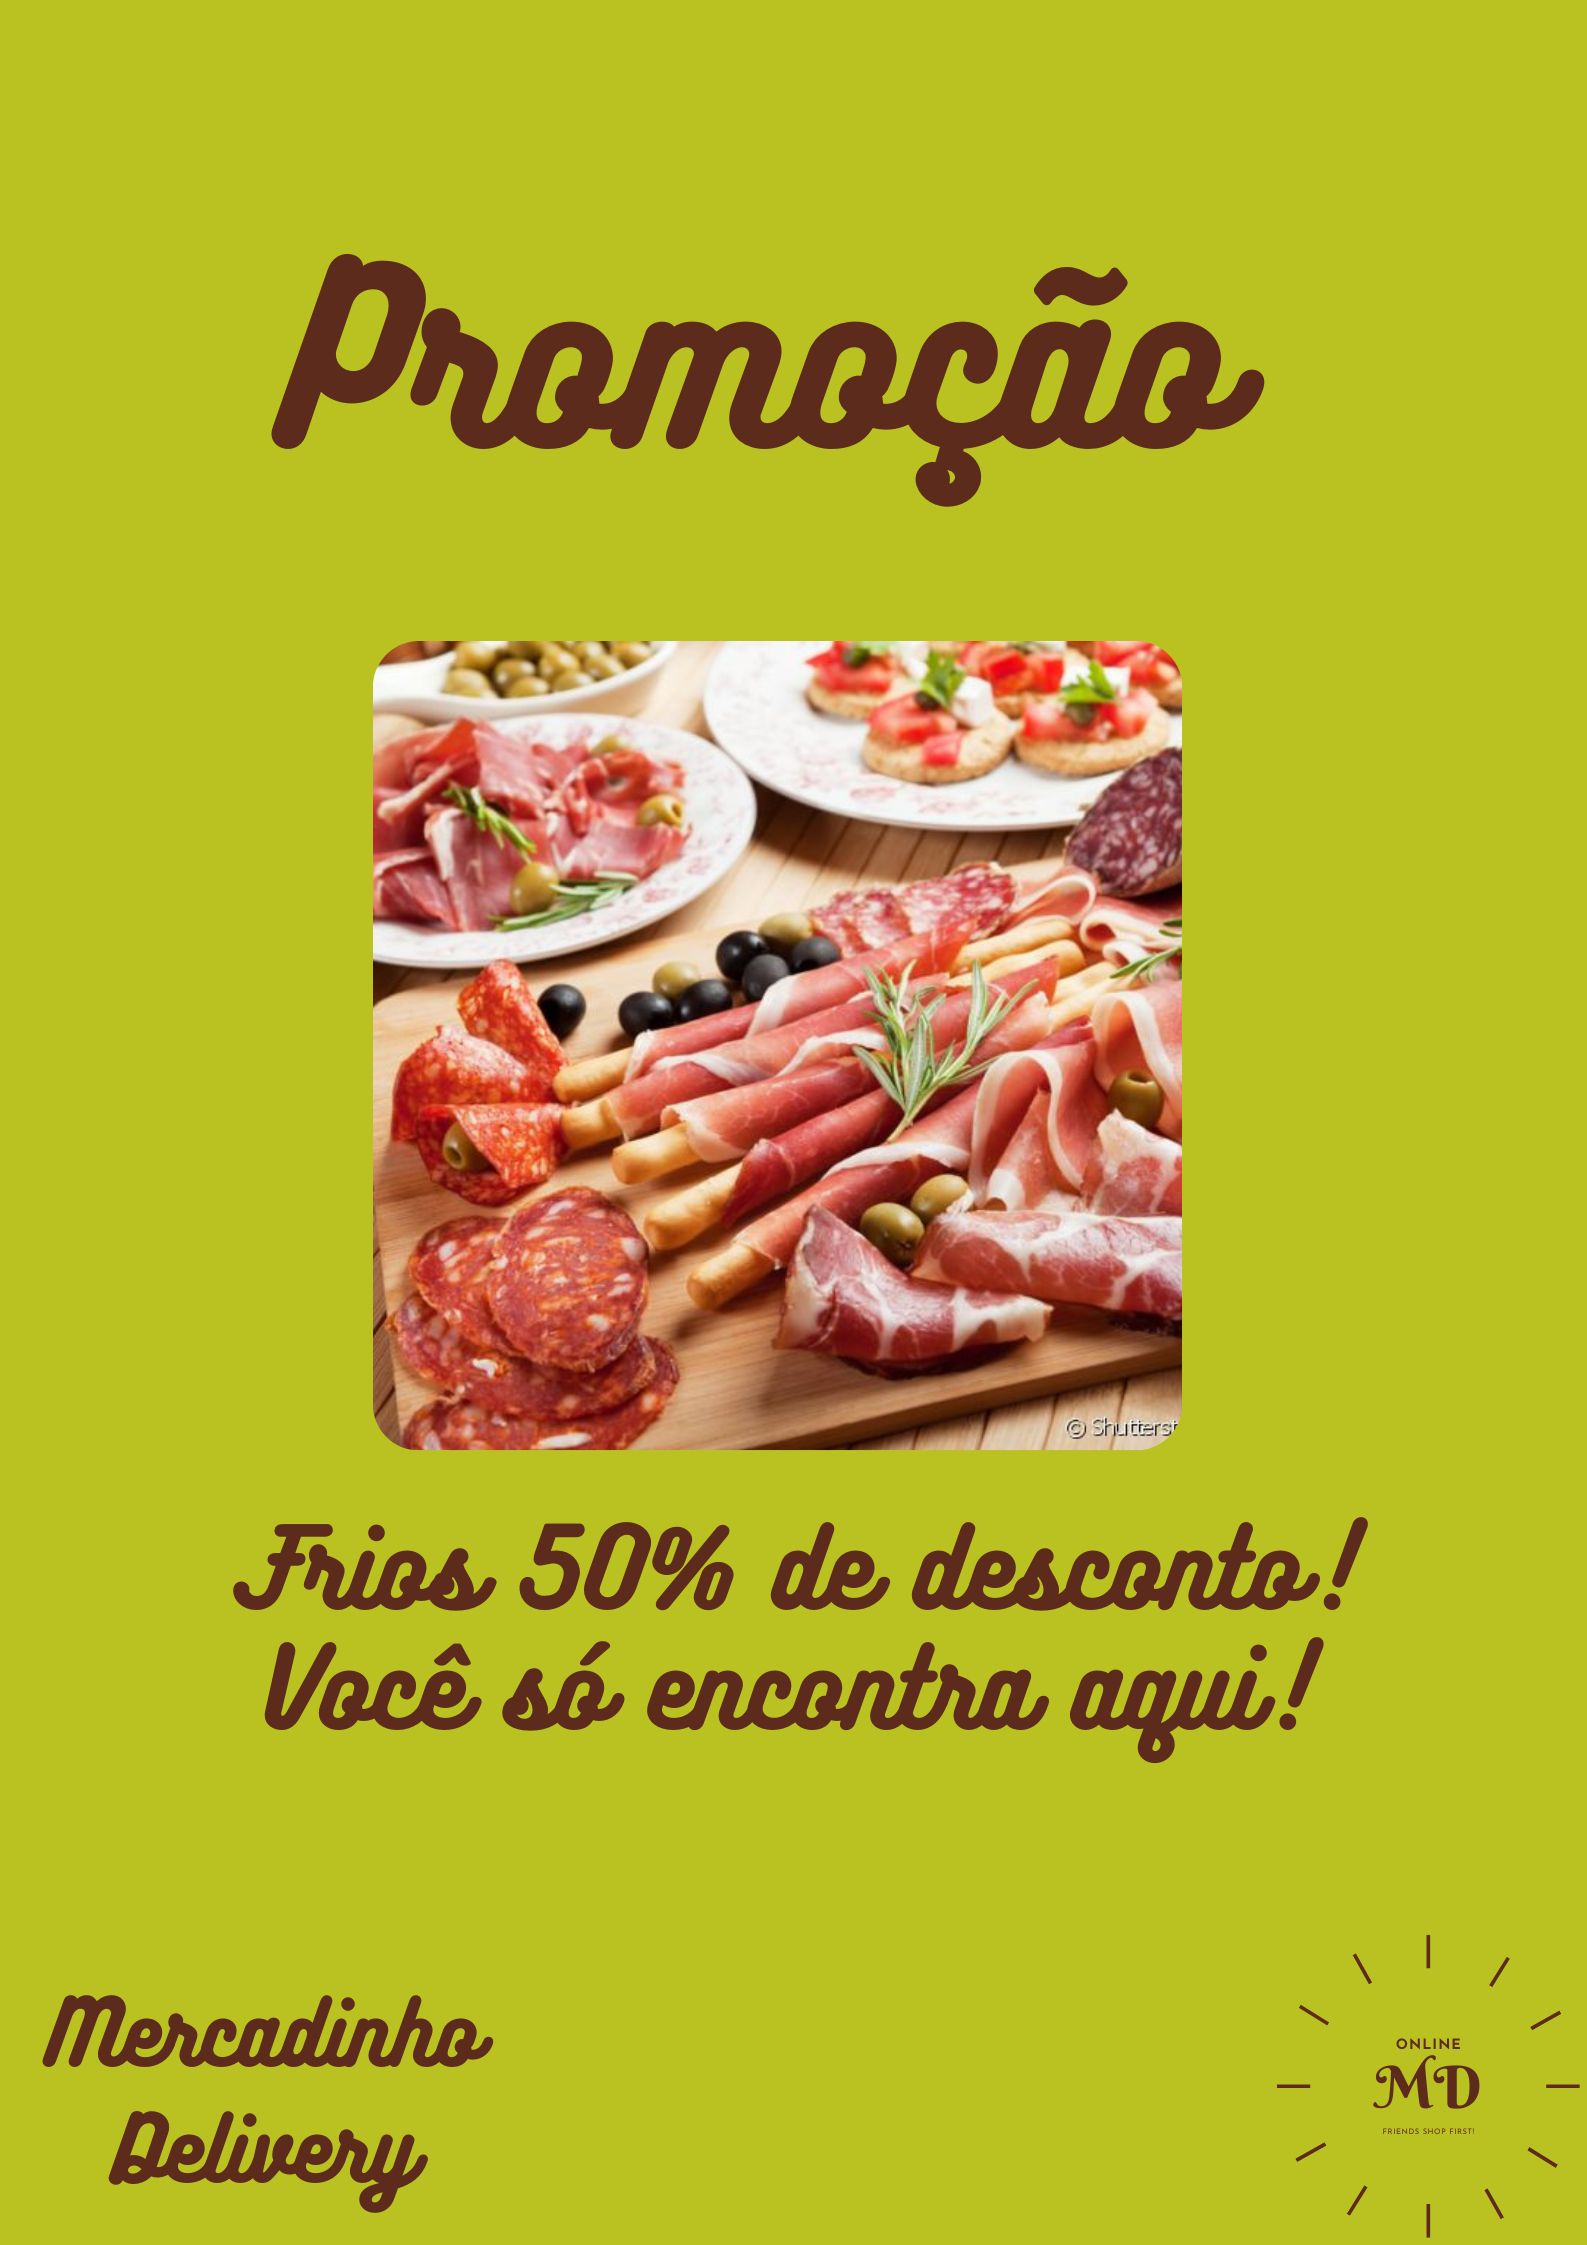 Promoção
© Shutterst
Frios 50% de desconto!
Você só encontra aqui!
Mercadinho
Delivery
ONLINE
MD
FRIENDS SHOP FIRST!